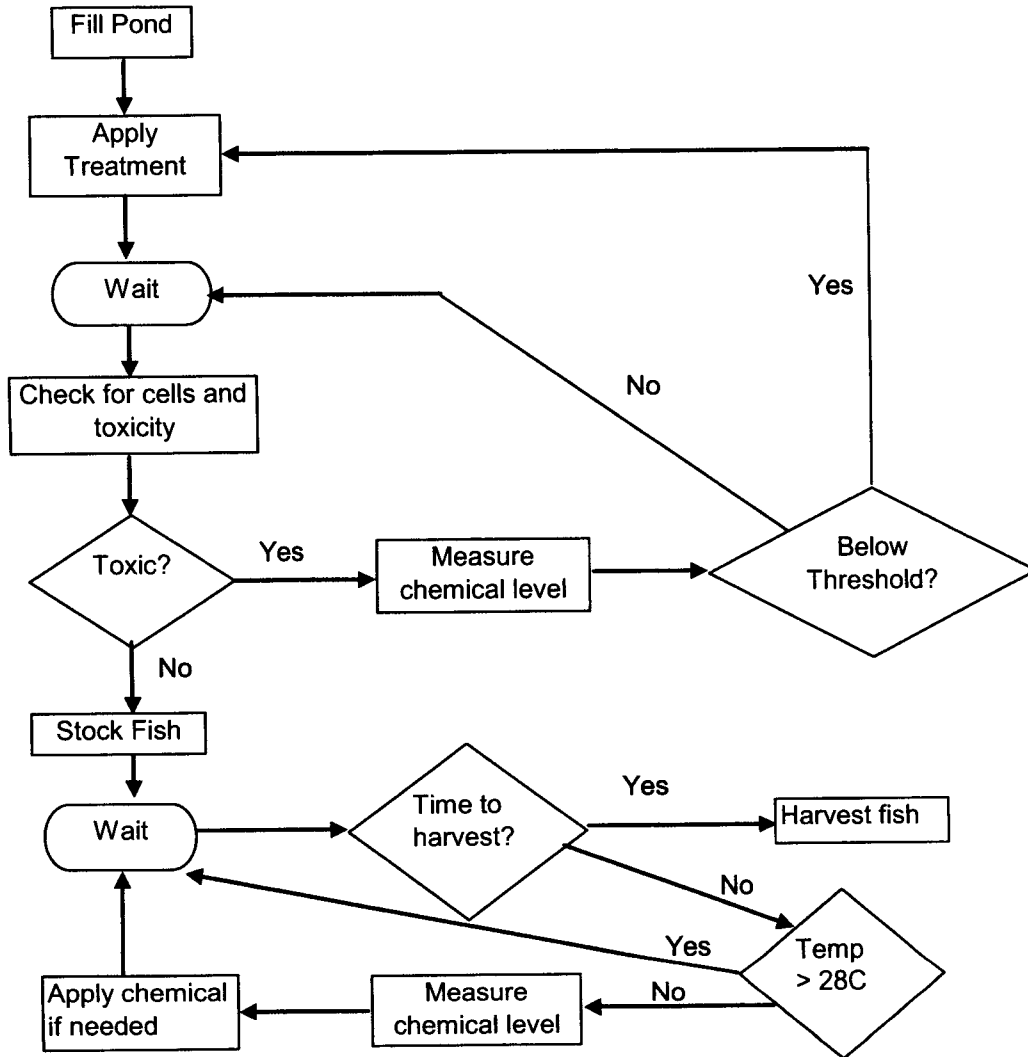 Fill Pond
Apply
Treatment
Wait
Yes
No
Check for cells and
toxicity
Toxic?
Yes
Measure
chemical level
Below
Threshold?
No
Stock Fish
Wait
Time to
harvest?
Yes
Harvest fish
No
Yes
Temp
> 28C
No
Measure
chemical level
Apply chemical
if needed